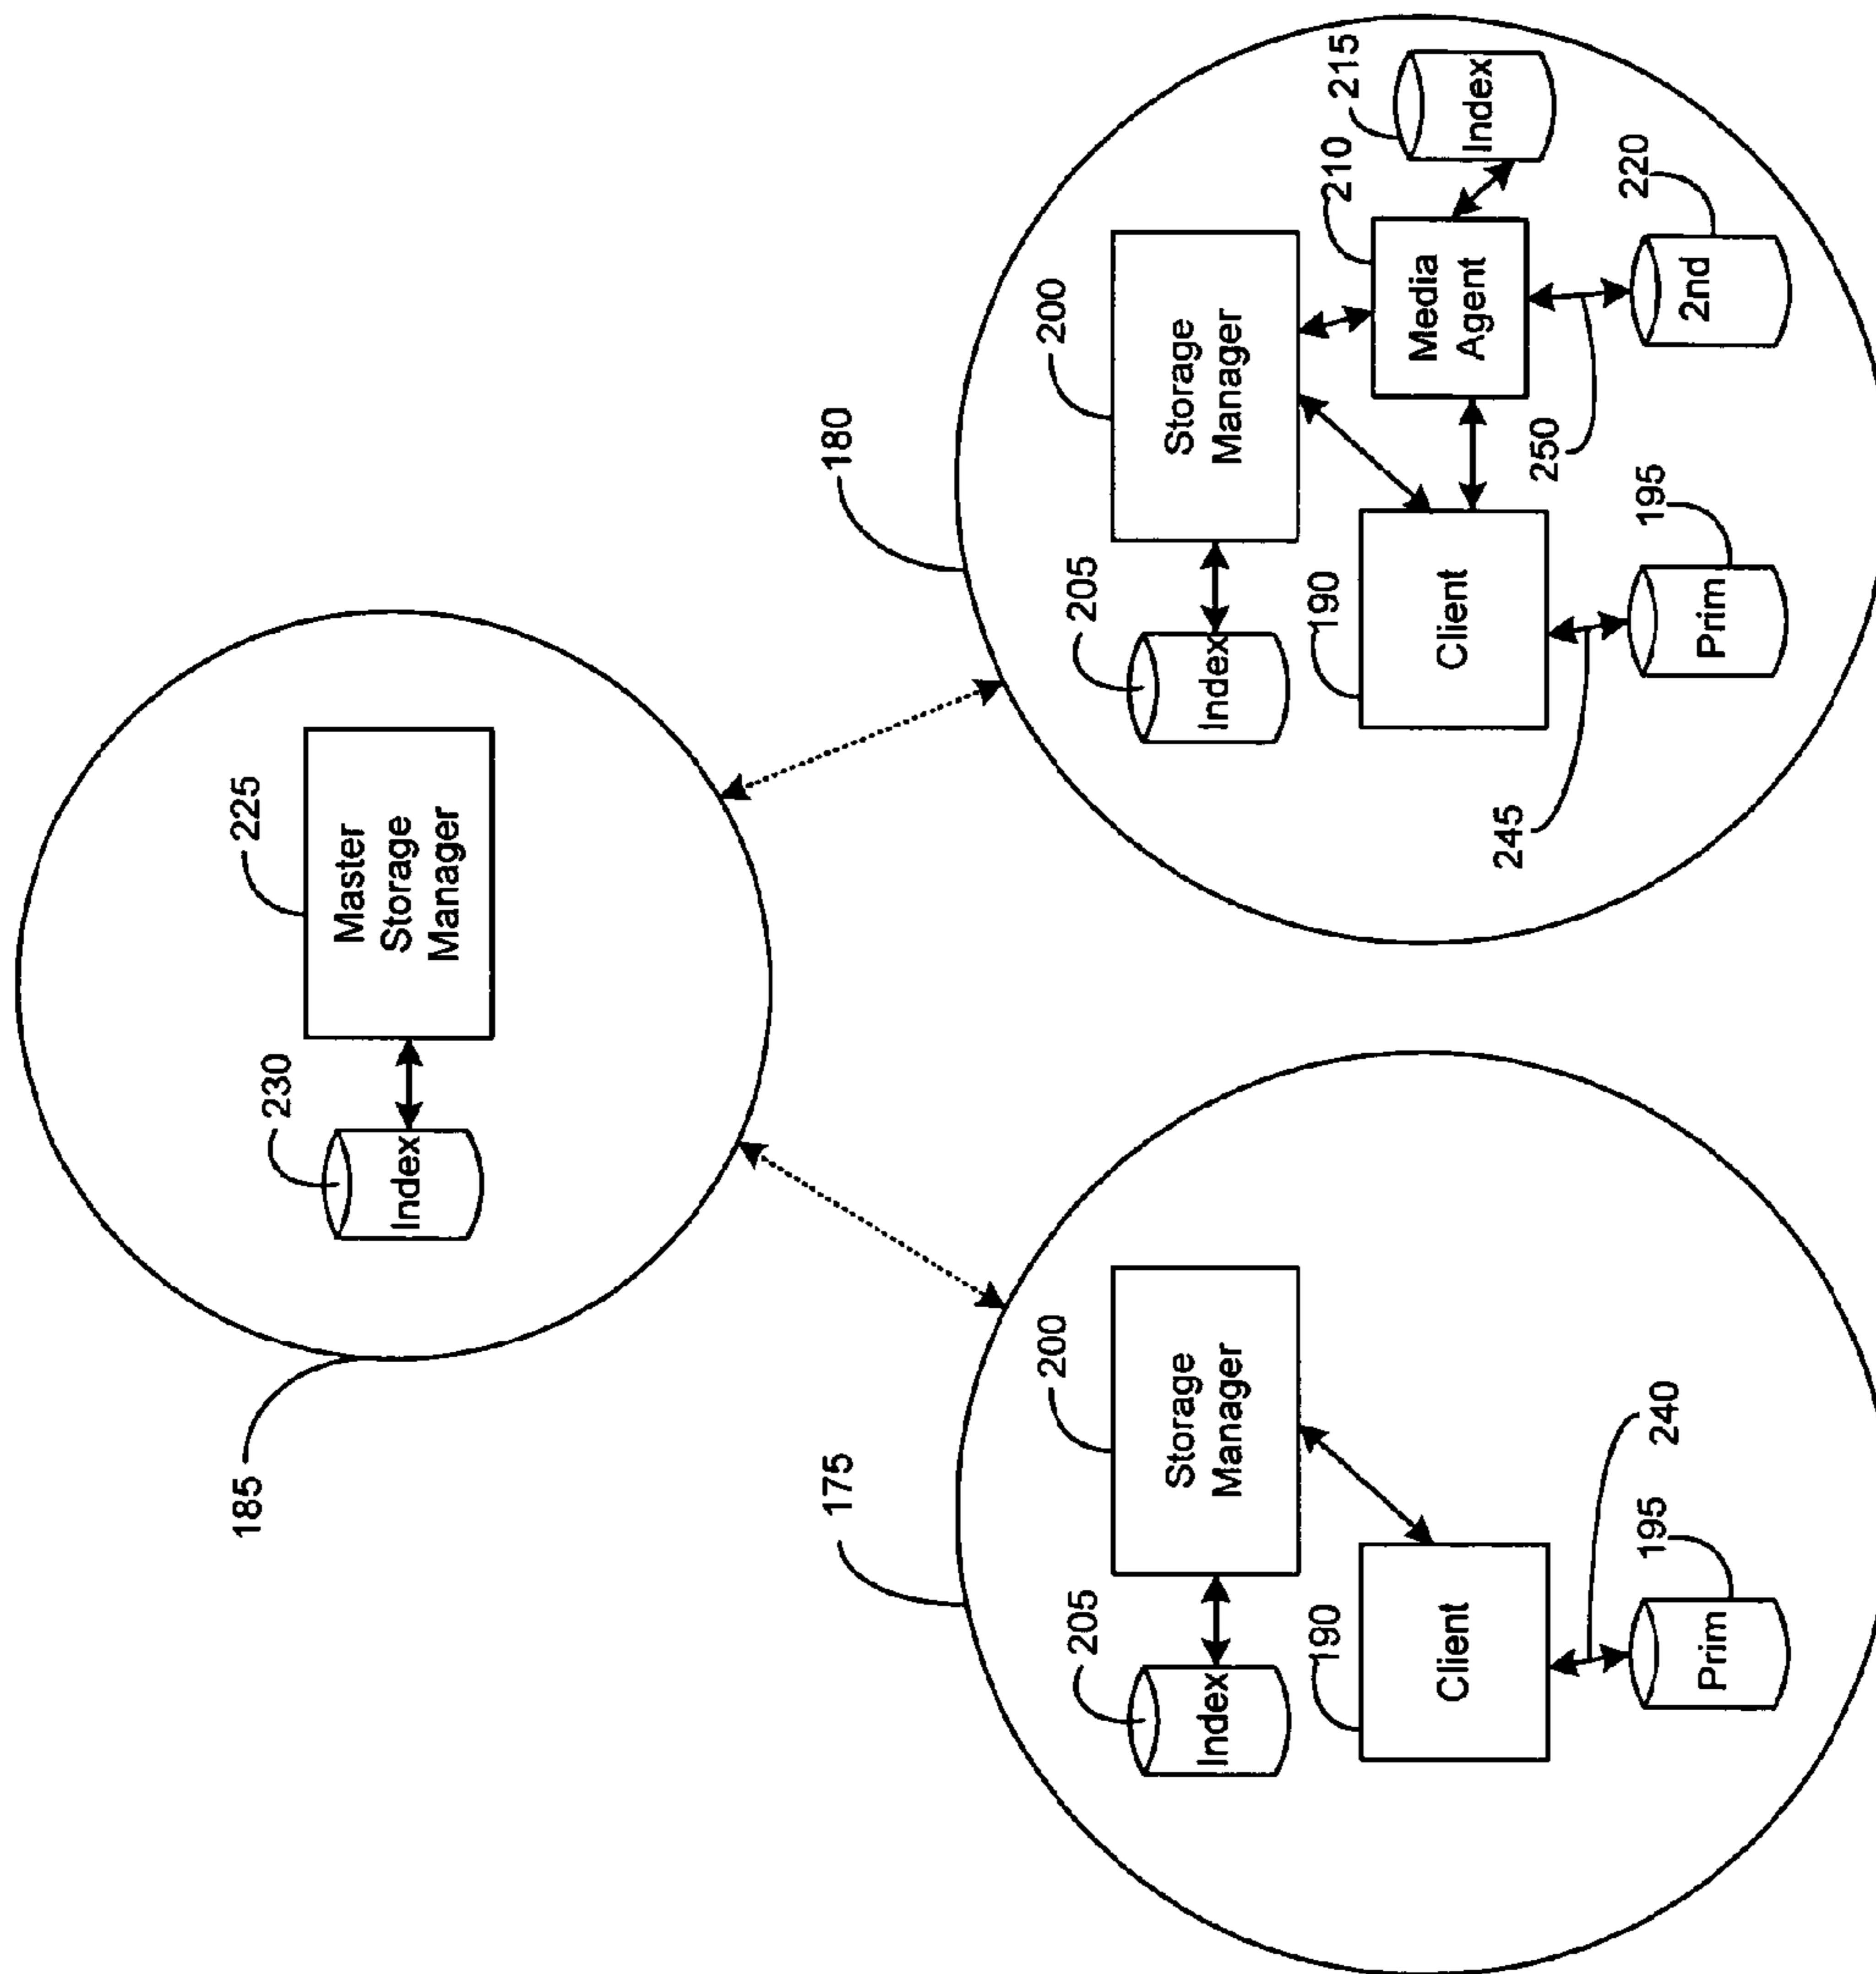 185
230
Index
225
Master
Storage
Manager
175
205
Index
200
Storage
Manager
190
Client
240
195
Prim
180
205
Index
200
Storage
Manager
190
Client
210
Media
Agent
215
Index
245
195
Prim
250
220
2nd